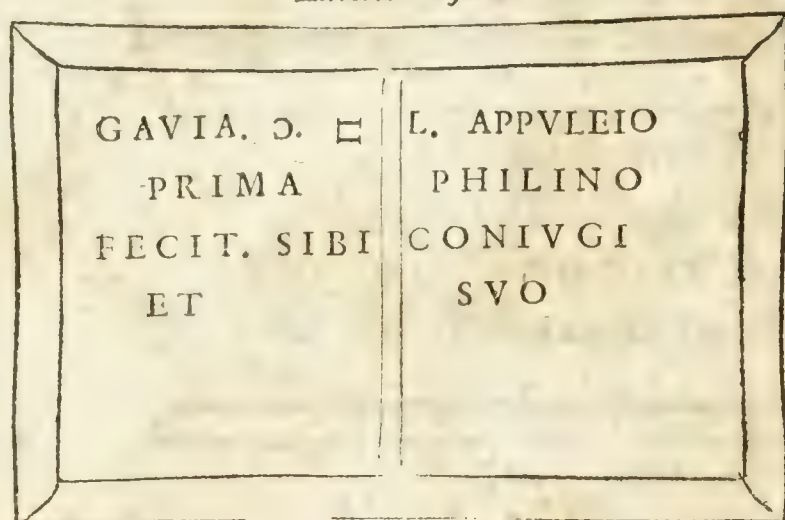 GAVIA. Ɔ. 
PRIMA
FECIT. SIBI
ET
L. APPVLEIO
PHILINO
CONIVGI
SVO